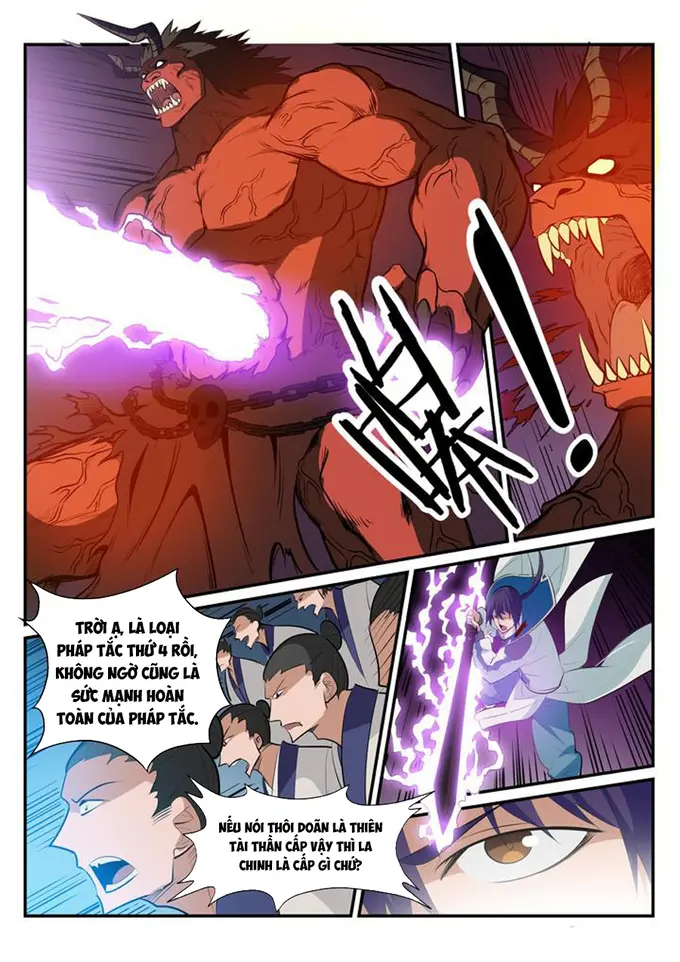 爆!
TRỜI Ạ, LÀ LOẠI
PHÁP TẮC THỨ 4 RỒI,
KHÔNG NGỜ CŨNG LÀ
SỨC MẠNH HOÀN
TOÀN CỦA PHÁP TẮC.
NẾU NÓI THÔI DOÃN LÀ THIÊN
TÀI THẦN CẤP VẬY THÌ LA
CHINH LÀ CẤP GÌ CHỨ?